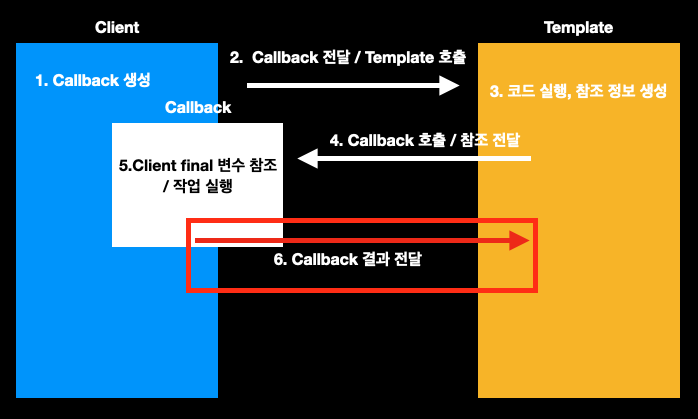 Client
Template
1. Callback 생성
2. Callback 전달 / Template 호출
3. 코드 실행, 참조 정보 생성
Callback
4. Callback 호출 / 참조 전달
5.Client final 변수 참조
/ 작업 실행
6. Callback 결과 전달